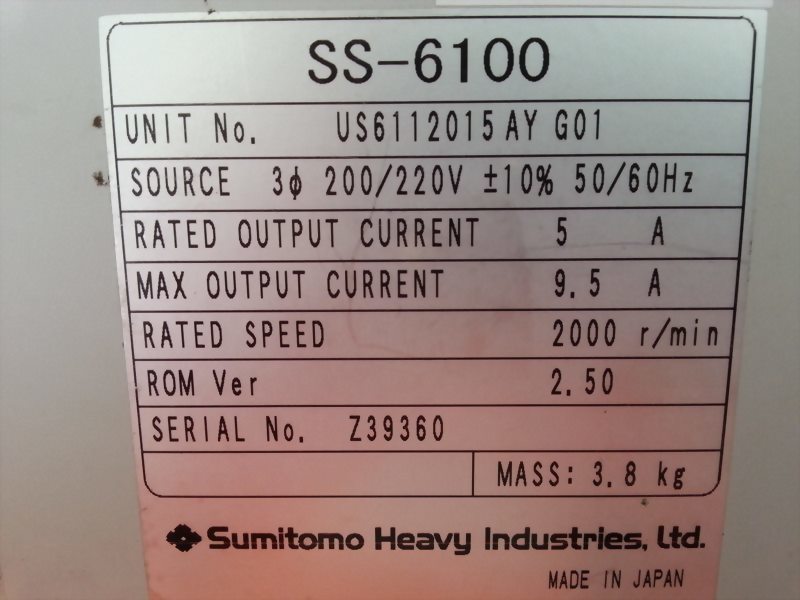 SS-6100
UNIT No. US6112015AY G01
SOURCE 3ϕ 200/220V ±10% 50/60Hz
RATED OUTPUT CURRENT 5 A
MAX OUTPUT CURRENT 9.5 A
RATED SPEED 2000 r/min
ROM Ver 2.50
SERIAL No. Z39360
MASS: 3.8 kg
Sumitomo Heavy Industries, Ltd.
MADE IN JAPAN